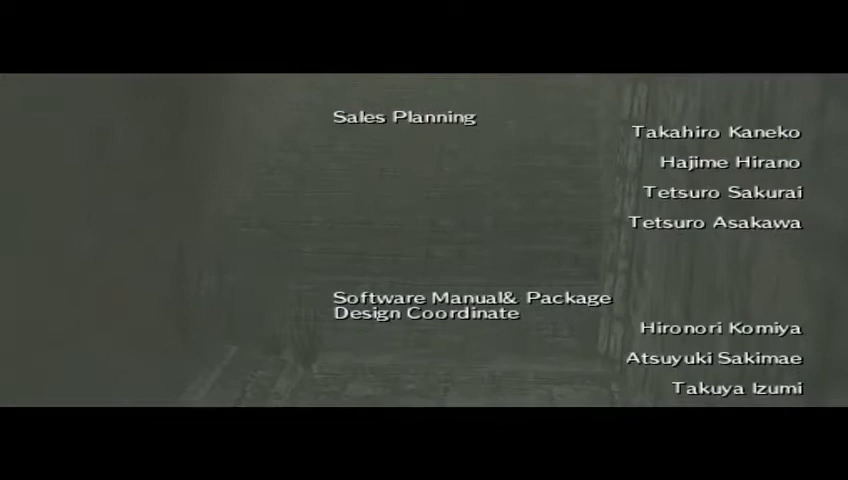 Sales Planning
Takahiro Kaneko
Hajime Hirano
Tetsuro Sakurai
Tetsuro Asakawa
Software Manual& Package
Design Coordinate
Hironori Komiya
Atsuyuki Sakimae
Takuya Izumi